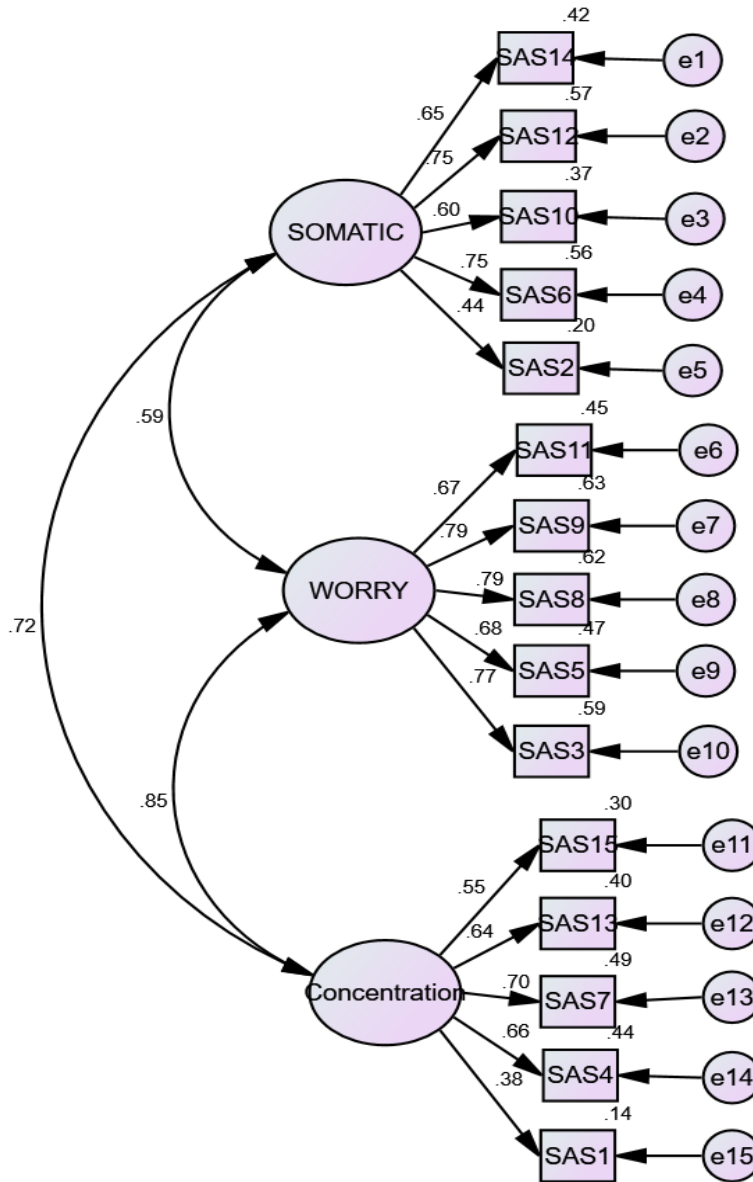 .42
SAS14
e1
.65
.57
SAS12
e2
.75
.37
SAS10
e3
.60
SOMATIC
.56
SAS6
e4
.75
.20
SAS2
e5
.44
.59
.45
SAS11
e6
.67
.63
SAS9
e7
.79
.62
SAS8
e8
.79
WORRY
.47
SAS5
e9
.68
.59
SAS3
e10
.77
.72
.85
.30
SAS15
e11
.55
.40
SAS13
e12
.64
.49
SAS7
e13
.70
Concentration
.44
SAS4
e14
.66
.14
SAS1
e15
.38